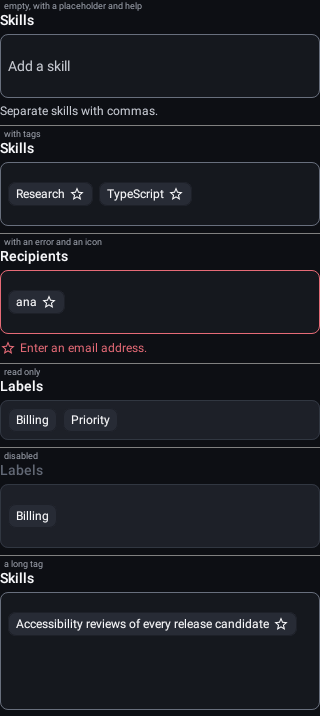 empty, with a placeholder and help
Skills
Add a skill
Separate skills with commas.
with tags
Skills
Research TypeScript
with an error and an icon
Recipients
ana
Enter an email address.
read only
Labels
Billing Priority
disabled
Labels
Billing
a long tag
Skills
Accessibility reviews of every release candidate